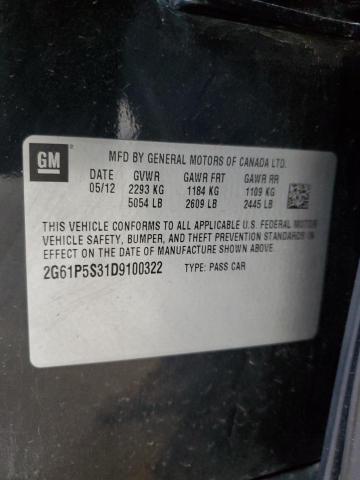 GM
MFD BY GENERAL MOTORS OF CANADA LTD.
DATE GVWR GAWR FRT GAWR RR
05/12 2293 KG 1184 KG 1109 KG
5054 LB 2609 LB 2445 LB
THIS VEHICLE CONFORMS TO ALL APPLICABLE U.S. FEDERAL MOTOR
VEHICLE SAFETY, BUMPER, AND THEFT PREVENTION STANDARDS IN
EFFECT ON THE DATE OF MANUFACTURE SHOWN ABOVE.
2G61P5S31D9100322 TYPE: PASS CAR